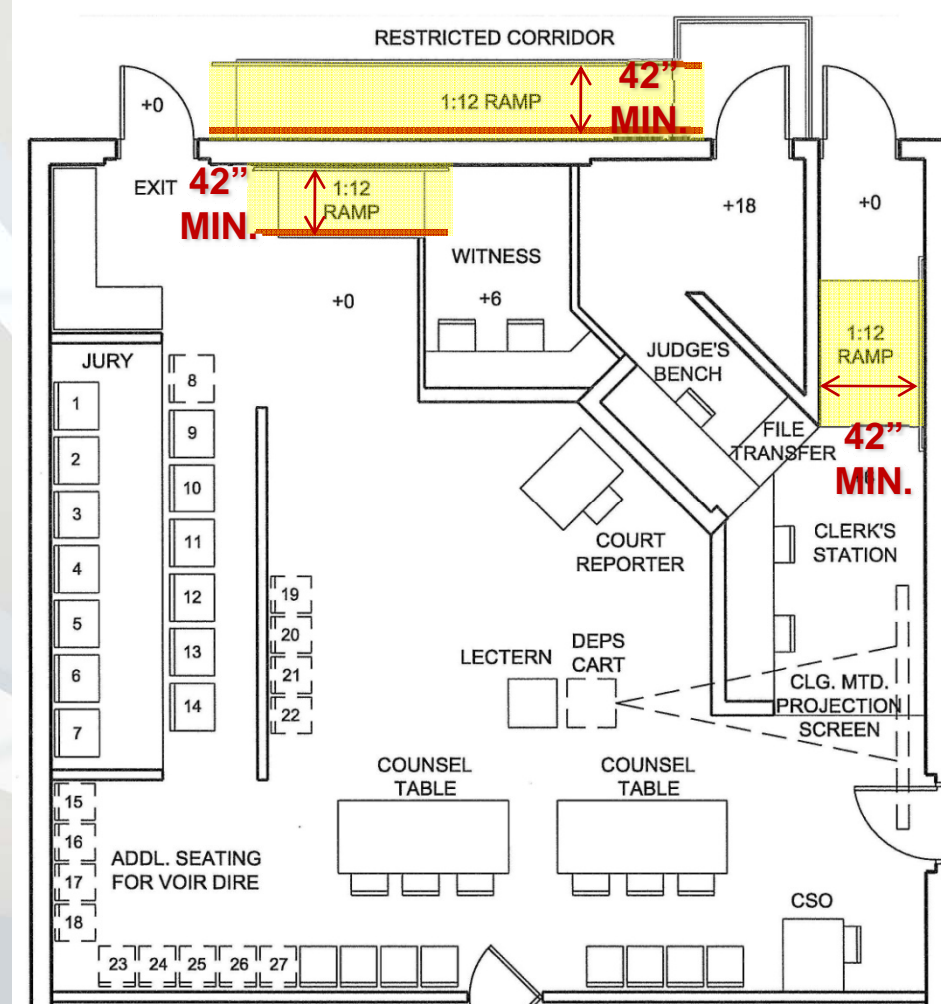 RESTRICTED CORRIDOR
1:12 RAMP
42”
MIN.
+0
EXIT
42”
MIN.
1:12
RAMP
+18
+0
WITNESS
+6
+0
1:12
RAMP
42”
MIN.
JURY
1
2
3
4
5
6
7
8
9
10
11
12
13
14
JUDGE'S
BENCH
FILE
TRANSFER
COURT
REPORTER
CLERK'S
STATION
19
20
21
22
LECTERN
DEPS
CART
CLG. MTD.
PROJECTION
SCREEN
COUNSEL
TABLE
COUNSEL
TABLE
15
16
17
18
ADDL. SEATING
FOR VOIR DIRE
CSO
23 24 25 26 27